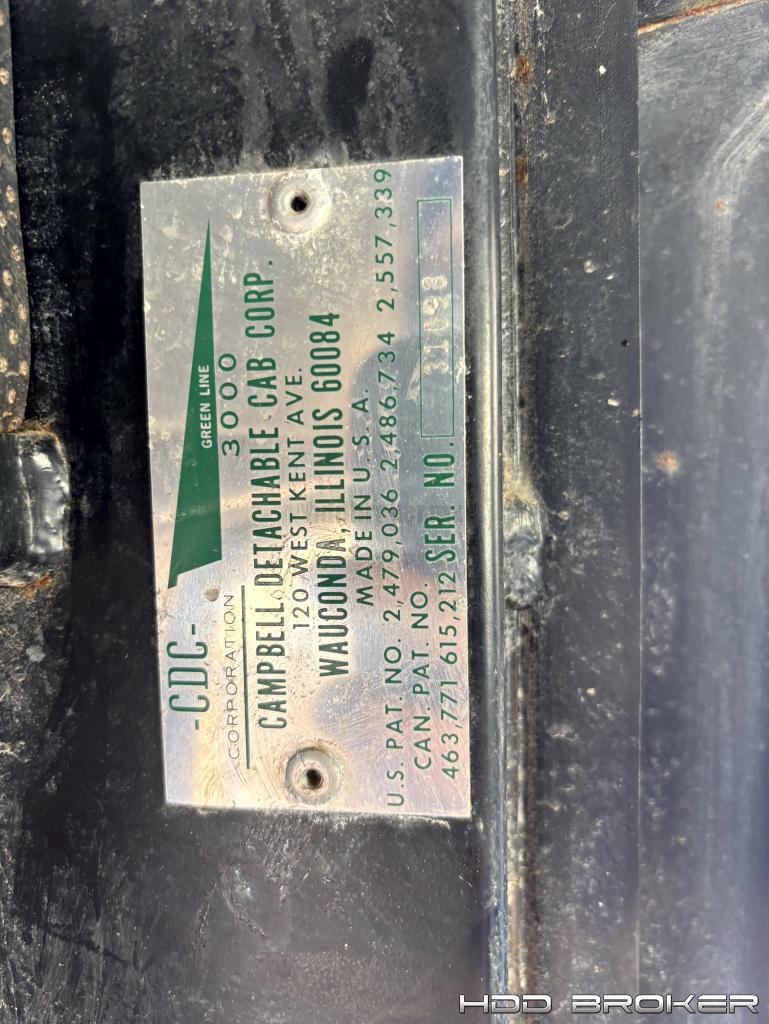 -CDC-
CORPORATION
GREEN LINE
3000
CAMPBELL DETACHABLE CAB CORP.
120 WEST KENT AVE.
WAUCONDA, ILLINOIS 60084
MADE IN U.S.A.
U.S. PAT. NO. 2,479,036 2,486,734 2,557,339
CAN. PAT. NO.
463,771 615,212 SER. NO.
HDD BROKER